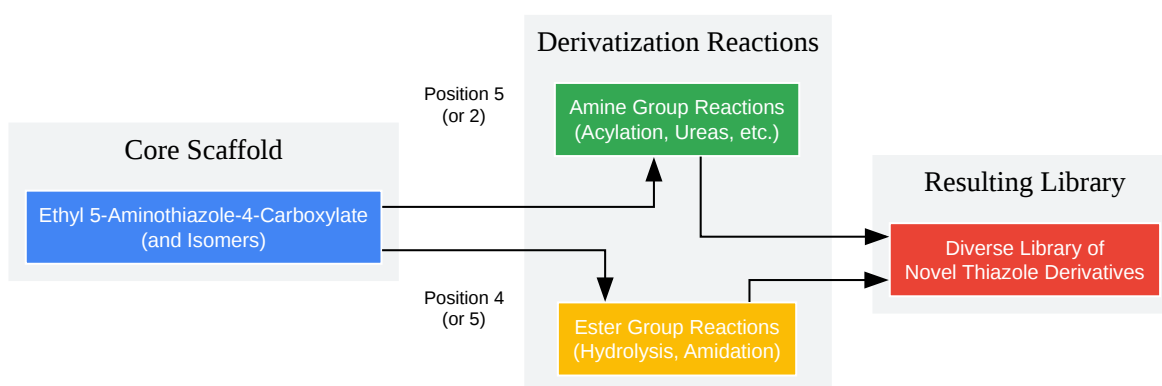 Core Scaffold
Ethyl 5-Aminothiazole-4-Carboxylate
(and Isomers)
Position 5
(or 2)
Position 4
(or 5)
Derivatization Reactions
Amine Group Reactions
(Acylation, Ureas, etc.)
Ester Group Reactions
(Hydrolysis, Amidation)
Resulting Library
Diverse Library of
Novel Thiazole Derivatives